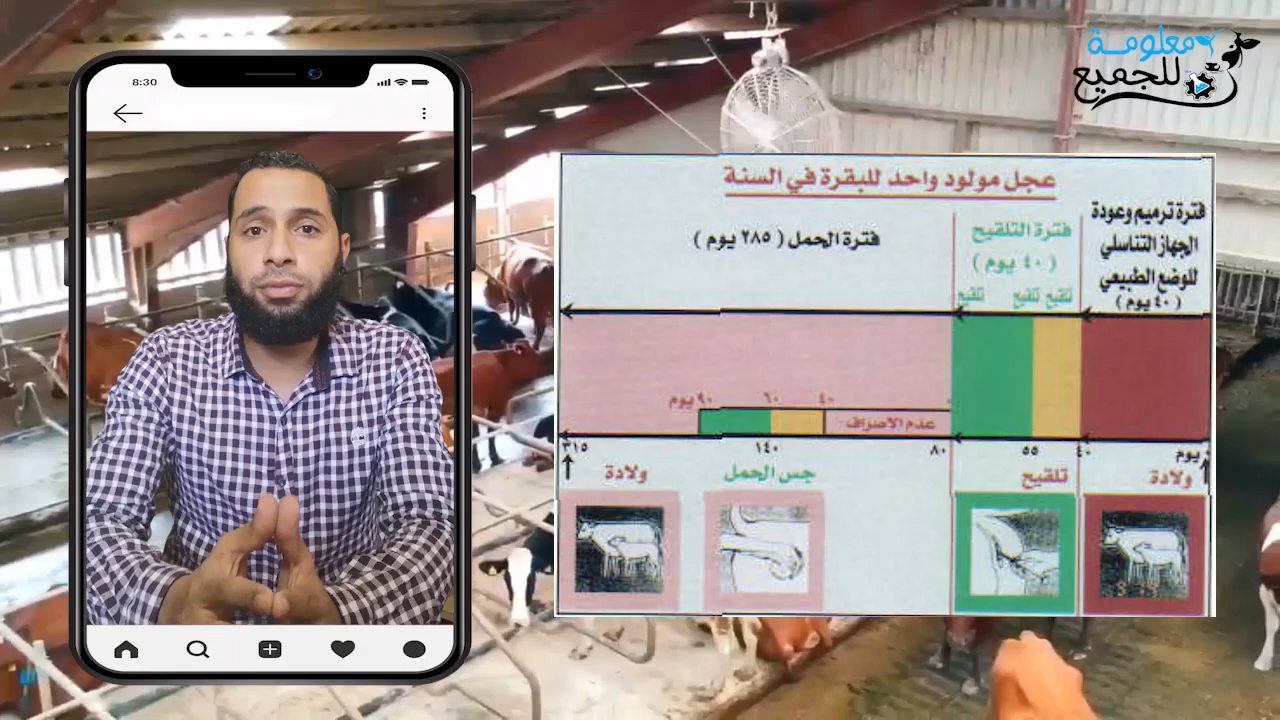 معلومة
للجميع
8:30
عجل مولود واحد للبقرة في السنة
فترة ترميم وعودة
الجهاز التناسلي
للوضع الطبيعي
( ٤٠ يوم )
فترة التلقيح
( ٤٠ يوم )
تلقيح تلقيح تلقيح
فترة الحمل ( ٢٨٥ يوم )
٤٠ ٦٠ ٩٠ يوم
عدم الاصراف
يوم ٤٠ ٥٥ ٨٠ ١٤٠ ٣١٥
ولادة
تلقيح
جس الحمل
ولادة